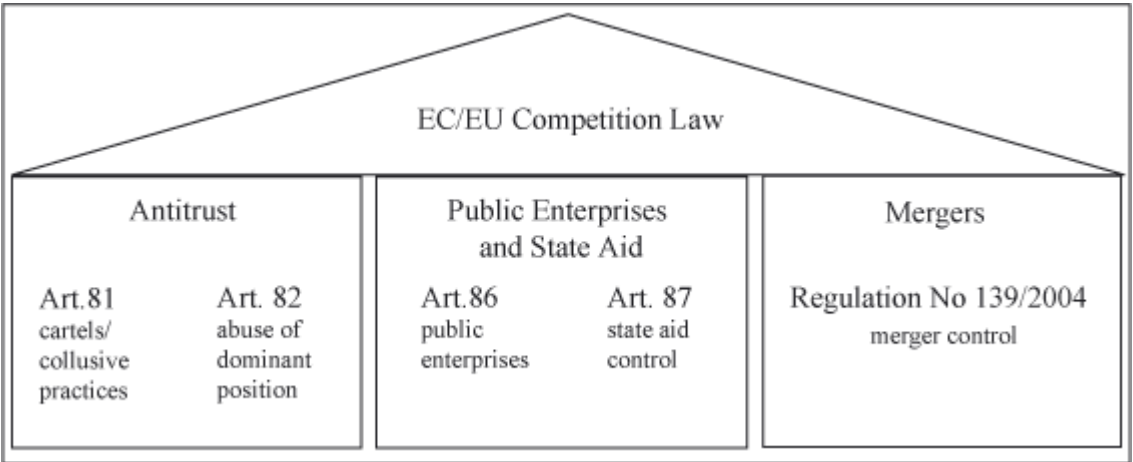 EC/EU Competition Law
Antitrust
Art.81
cartels/
collusive
practices
Art. 82
abuse of
dominant
position
Public Enterprises
and State Aid
Art.86
public
enterprises
Art. 87
state aid
control
Mergers
Regulation No 139/2004
merger control